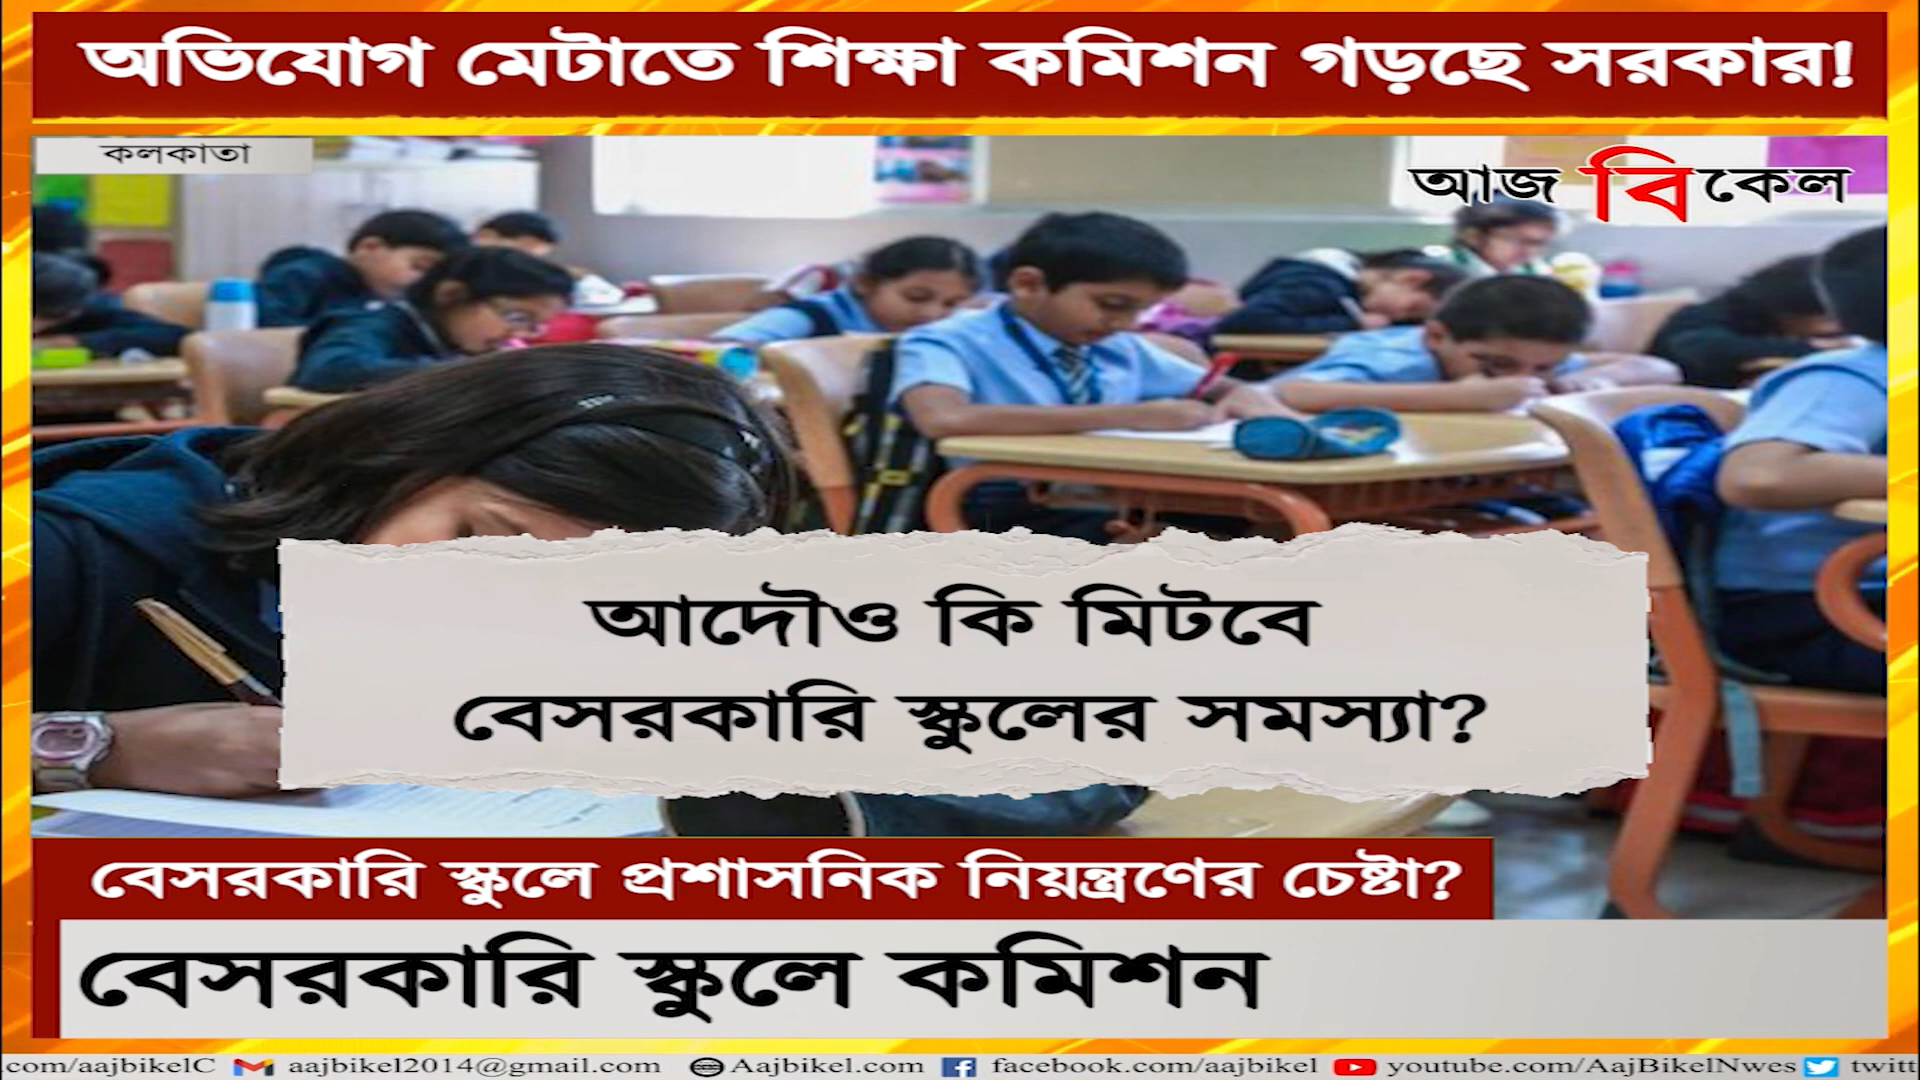 অভিযোগ মেটাতে শিক্ষা কমিশন গড়ছে সরকার!
কলকাতা
আজ বিকেল
আদৌও কি মিটবে
বেসরকারি স্কুলের সমস্যা?
বেসরকারি স্কুলে প্রশাসনিক নিয়ন্ত্রণের চেষ্টা?
বেসরকারি স্কুলে কমিশন
.com/aajbikelC aajbikel2014@gmail.com Aajbikel.com facebook.com/aajbikel youtube.com/AajBikelNwes twitt